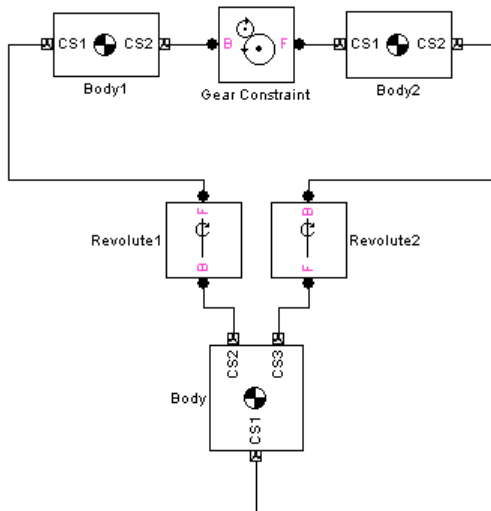 CS1 CS2
Body1
B F
Gear Constraint
CS1 CS2
Body2
F
Revolute1
B
B
Revolute2
F
CS2 CS3
Body
CS1